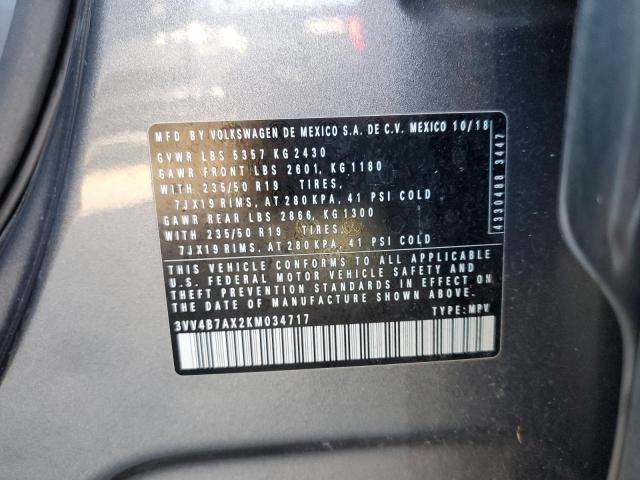 MFD BY VOLKSWAGEN DE MEXICO S.A. DE C.V. MEXICO 10/18
GVWR LBS 5357 KG 2430
GAWR FRONT LBS 2601, KG 1180
WITH 235/50 R19 TIRES,
7JX19 RIMS, AT 280 KPA, 41 PSI COLD
GAWR REAR LBS 2866, KG 1300
WITH 235/50 R19 TIRES,
7JX19 RIMS, AT 280 KPA, 41 PSI COLD
THIS VEHICLE CONFORMS TO ALL APPLICABLE
U.S. FEDERAL MOTOR VEHICLE SAFETY AND
THEFT PREVENTION STANDARDS IN EFFECT ON
THE DATE OF MANUFACTURE SHOWN ABOVE.
3VV4B7AX2KM034717 TYPE: MPV
43304B8 3447